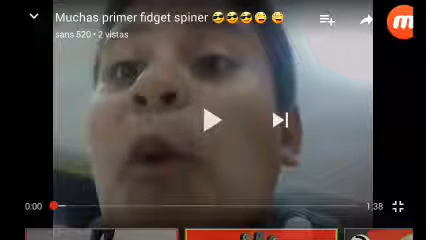 Muchas primer fidget spiner 😎😎😎😅😅
sans 520 • 2 vistas
0:00
1:38